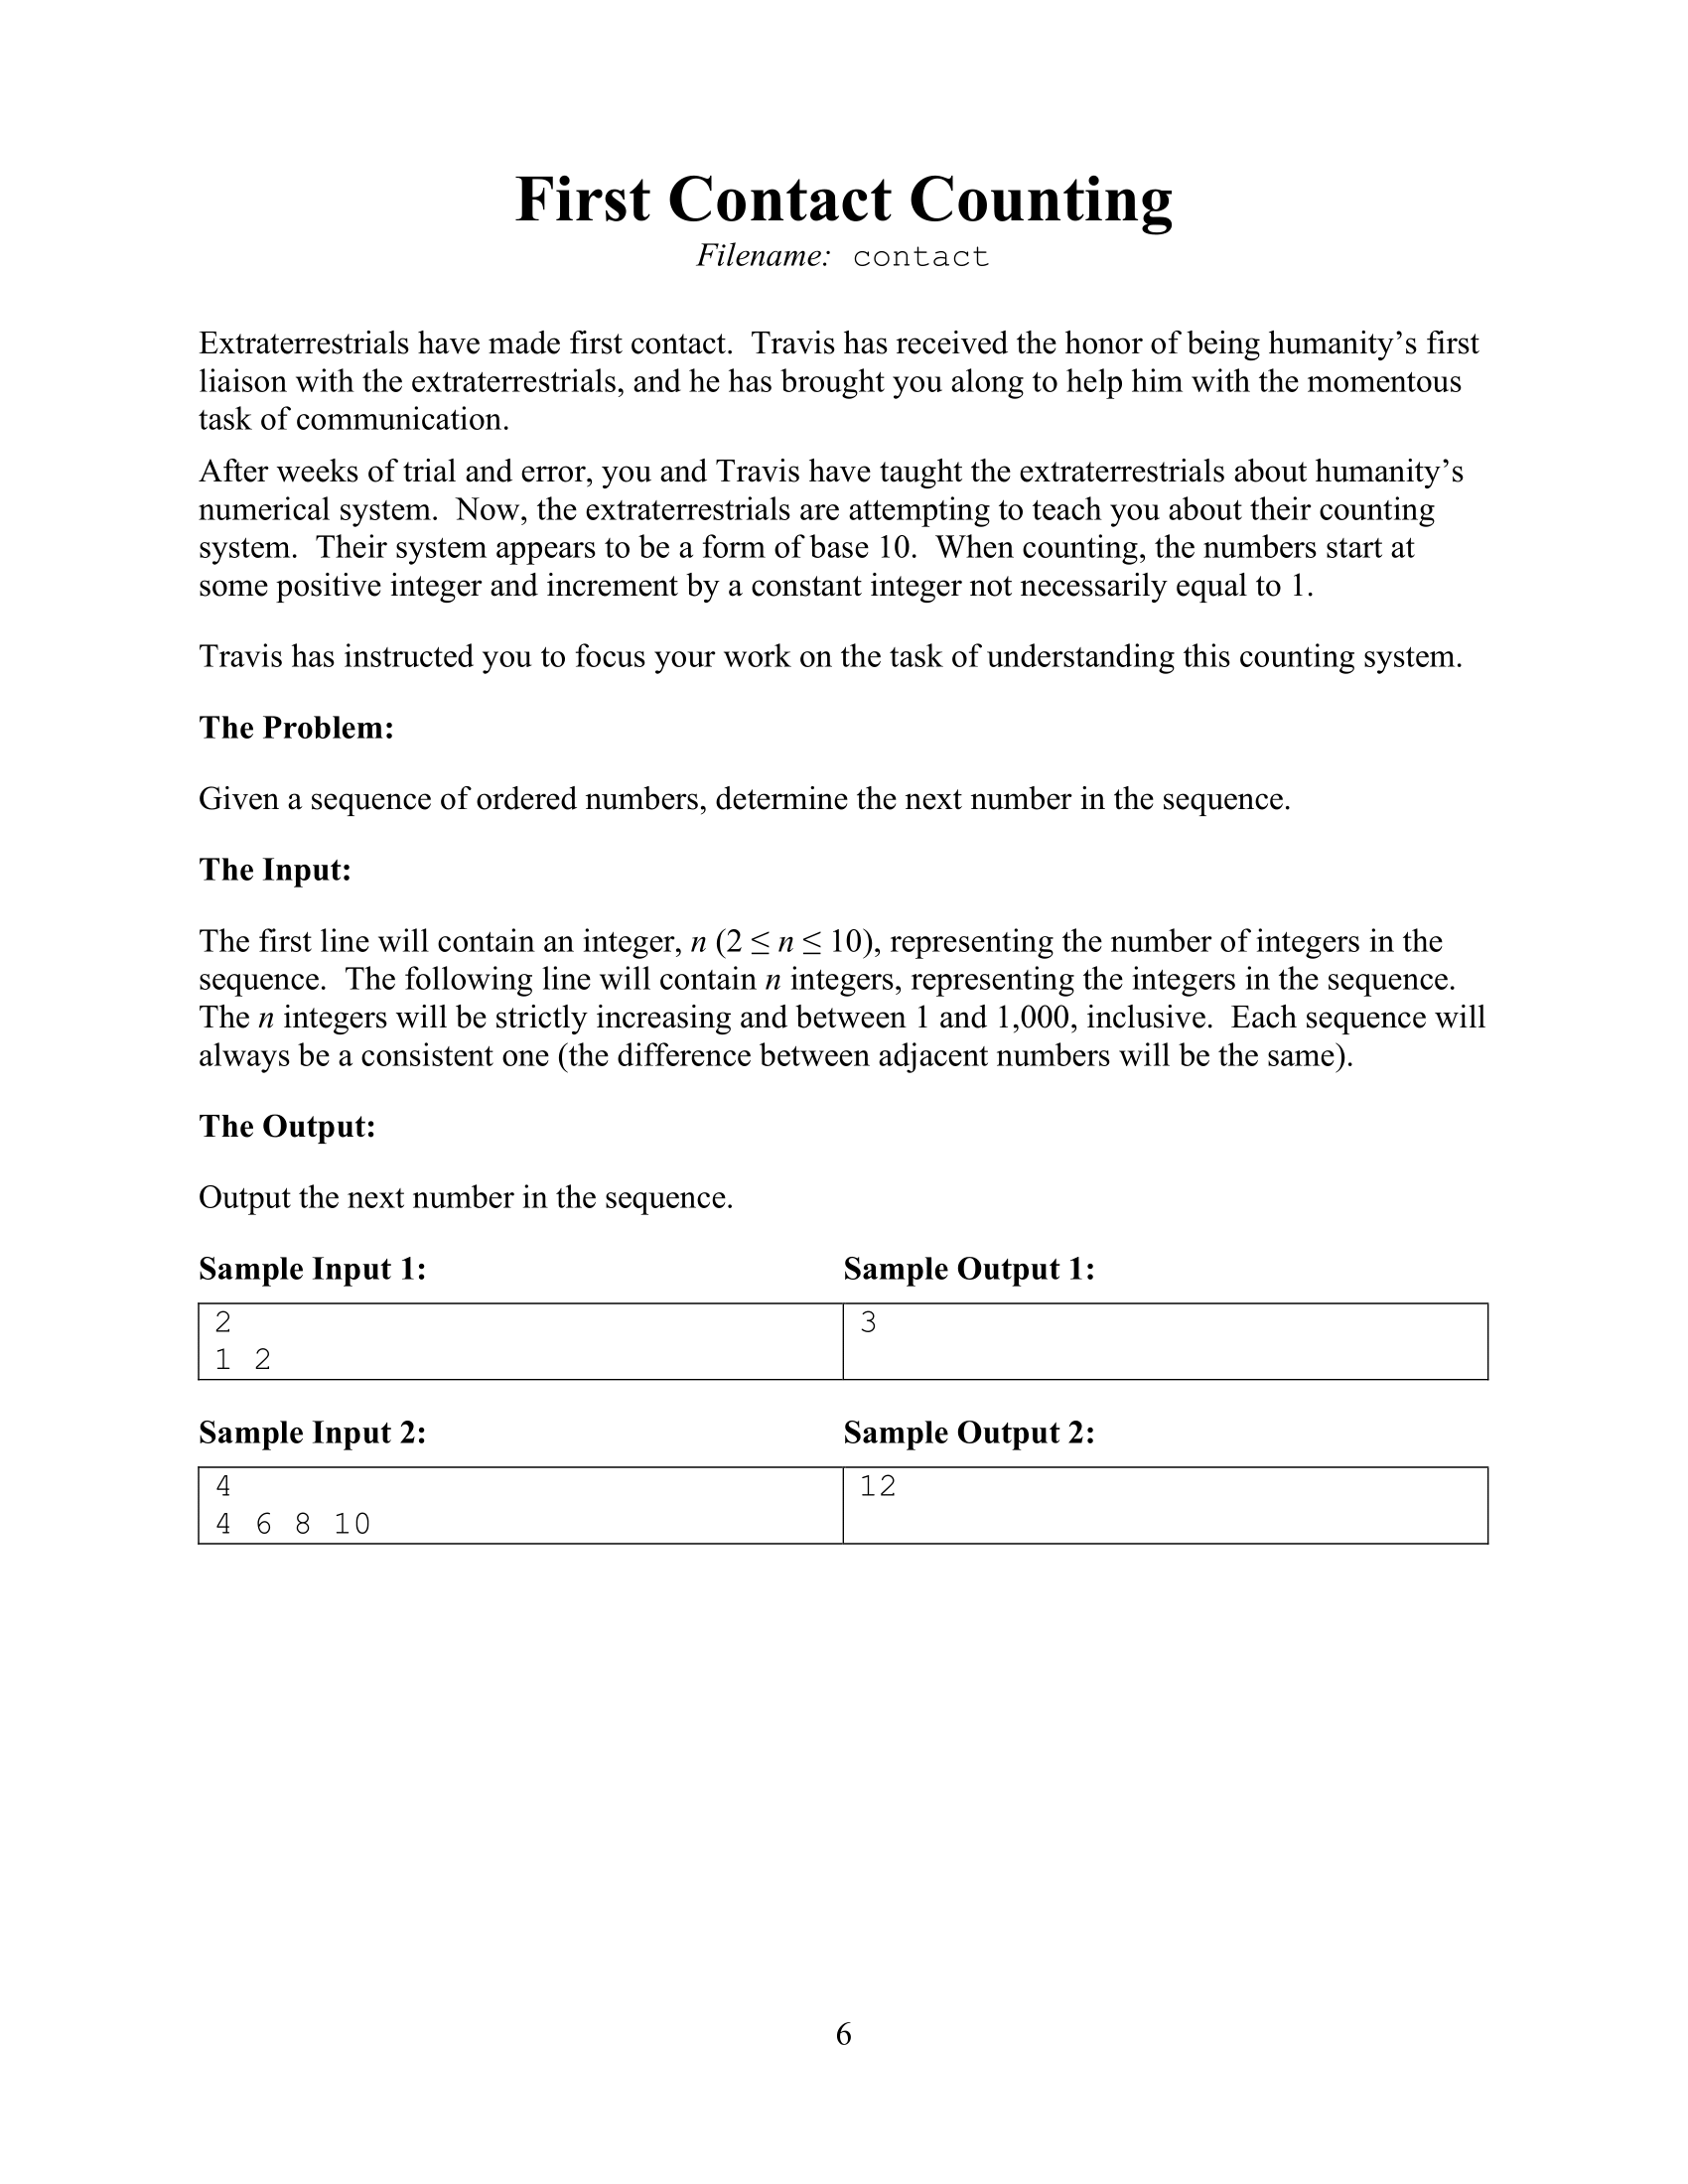 First Contact Counting
Filename: contact
Extraterrestrials have made first contact.  Travis has received the honor of being humanity’s first
liaison with the extraterrestrials, and he has brought you along to help him with the momentous
task of communication.
After weeks of trial and error, you and Travis have taught the extraterrestrials about humanity’s
numerical system.  Now, the extraterrestrials are attempting to teach you about their counting
system.  Their system appears to be a form of base 10.  When counting, the numbers start at
some positive integer and increment by a constant integer not necessarily equal to 1.
Travis has instructed you to focus your work on the task of understanding this counting system.
The Problem:
Given a sequence of ordered numbers, determine the next number in the sequence.
The Input:
The first line will contain an integer, n (2 ≤ n ≤ 10), representing the number of integers in the
sequence.  The following line will contain n integers, representing the integers in the sequence.
The n integers will be strictly increasing and between 1 and 1,000, inclusive.  Each sequence will
always be a consistent one (the difference between adjacent numbers will be the same).
The Output:
Output the next number in the sequence.
Sample Input 1: Sample Output 1:
2 3
1 2
Sample Input 2: Sample Output 2:
4 12
4 6 8 10
6